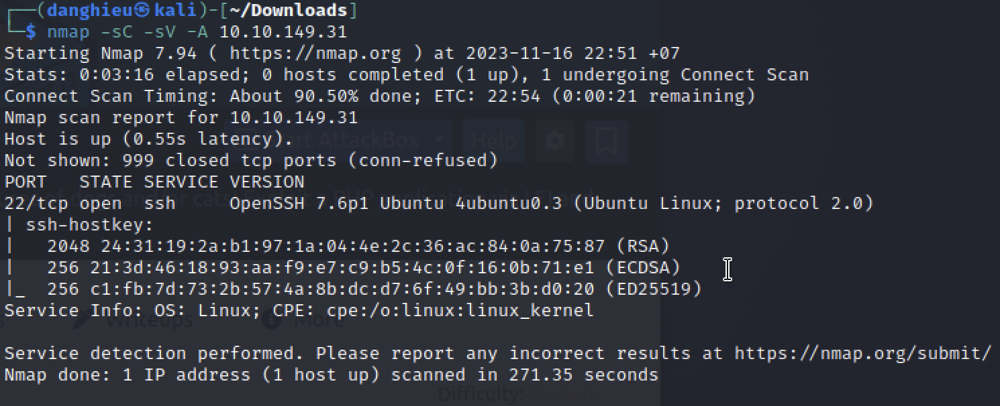 ┌──(danghieu㉿kali)-[~/Downloads]
└─$ nmap -sC -sV -A 10.10.149.31
Starting Nmap 7.94 ( https://nmap.org ) at 2023-11-16 22:51 +07
Stats: 0:03:16 elapsed; 0 hosts completed (1 up), 1 undergoing Connect Scan
Connect Scan Timing: About 90.50% done; ETC: 22:54 (0:00:21 remaining)
Nmap scan report for 10.10.149.31
Host is up (0.55s latency).
art AttackBox
Help
Not shown: 999 closed tcp ports (conn-refused)
PORT   STATE SERVICE VERSION
22/tcp open  ssh     OpenSSH 7.6p1 Ubuntu 4ubuntu0.3 (Ubuntu Linux; protocol 2.0)
| ssh-hostkey:
|   2048 24:31:19:2a:b1:97:1a:04:4e:2c:36:ac:84:0a:75:87 (RSA)
|   256 21:3d:46:18:93:aa:f9:e7:c9:b5:4c:0f:16:0b:71:e1 (ECDSA)
|_  256 c1:fb:7d:73:2b:57:4a:8b:dc:d7:6f:49:bb:3b:d0:20 (ED25519)
Service Info: OS: Linux; CPE: cpe:/o:linux:linux_kernel
Writeups
More
Service detection performed. Please report any incorrect results at https://nmap.org/submit/
Nmap done: 1 IP address (1 host up) scanned in 271.35 seconds
Difficulty: Medium